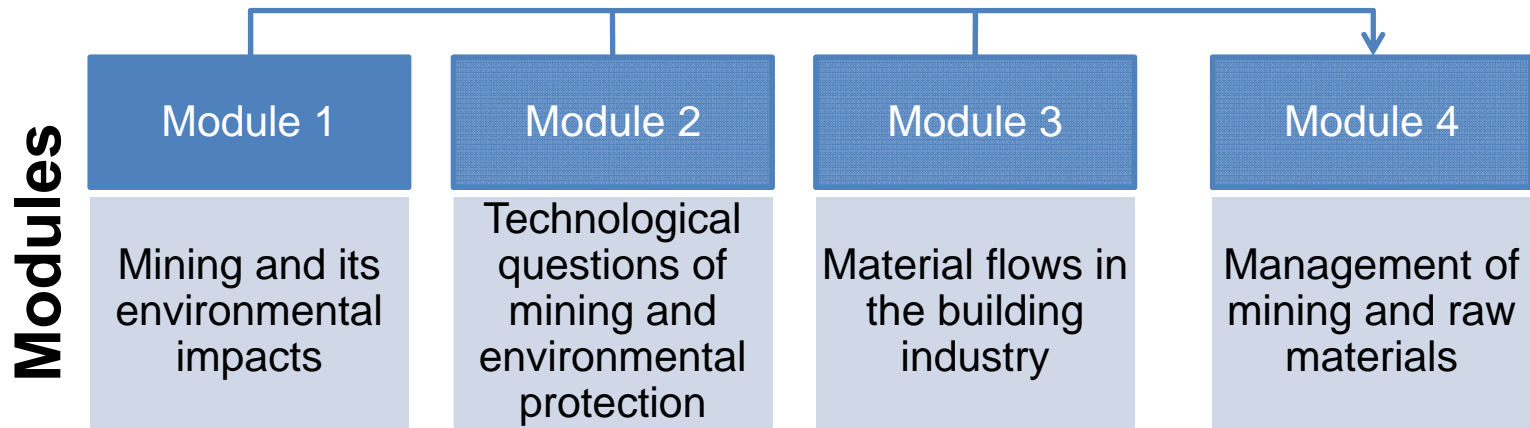 Modules
Module 1
Mining and its
environmental
impacts
Module 2
Technological
questions of
mining and
environmental
protection
Module 3
Material flows in
the building
industry
Module 4
Management of
mining and raw
materials